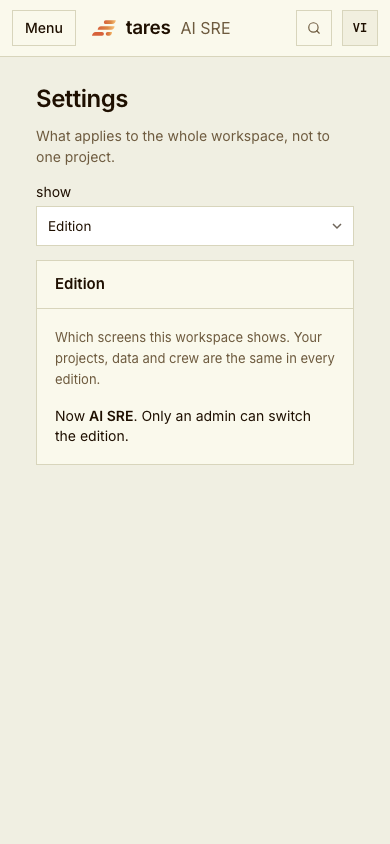 Menu
tares AI SRE
VI
Settings
What applies to the whole workspace, not to
one project.
show
Edition
Edition
Which screens this workspace shows. Your
projects, data and crew are the same in every
edition.
Now AI SRE. Only an admin can switch
the edition.